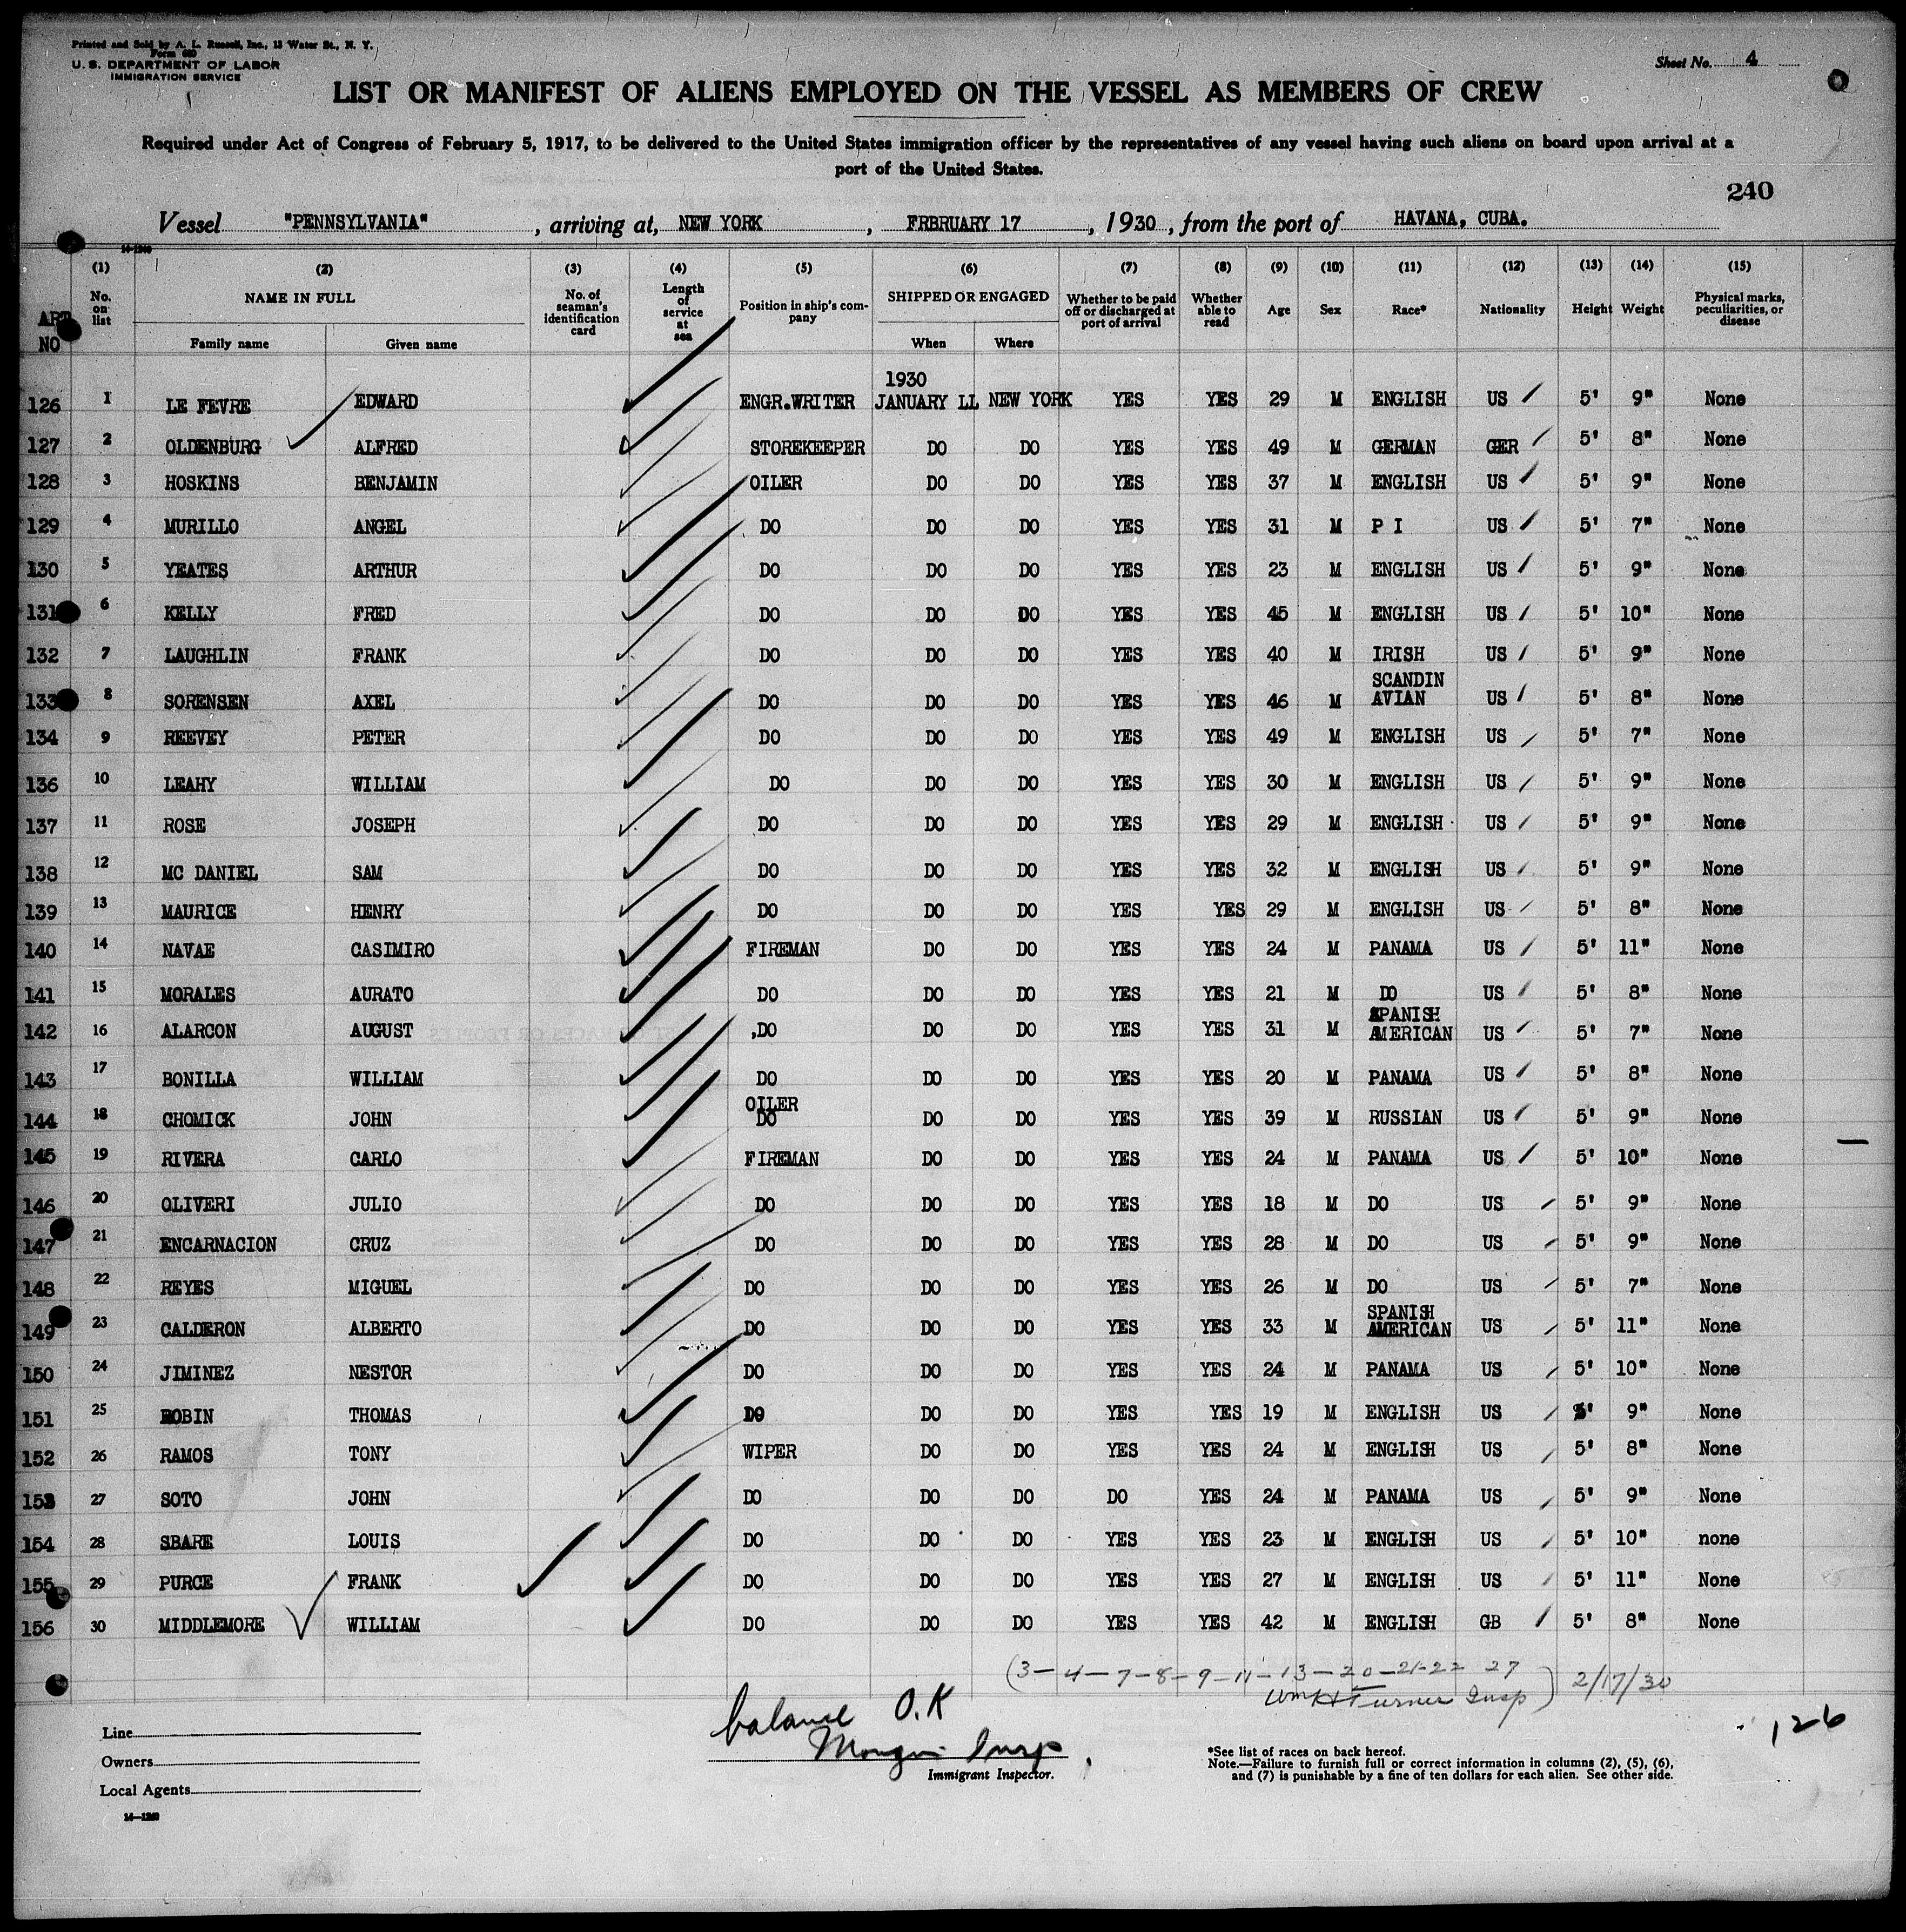 Printed and Sold by A. L. Russell, Inc., 13 Water St., N. Y.
Form 680
U. S. DEPARTMENT OF LABOR
IMMIGRATION SERVICE
Sheet No. 4
LIST OR MANIFEST OF ALIENS EMPLOYED ON THE VESSEL AS MEMBERS OF CREW
Required under Act of Congress of February 5, 1917, to be delivered to the United States immigration officer by the representatives of any vessel having such aliens on board upon arrival at a
port of the United States.
240
Vessel "PENNSYLVANIA", arriving at, NEW YORK, FRBRUARY 17, 1930, from the port of HAVANA, CUBA.
14-1240
(1) (2) (3) (4) (5) (6) (7) (8) (9) (10) (11) (12) (13) (14) (15)
ART NO No. on list NAME IN FULL Family name Given name No. of seaman's identification card Length of service at sea Position in ship's company SHIPPED OR ENGAGED When Where Whether to be paid off or discharged at port of arrival Whether able to read Age Sex Race* Nationality Height Weight Physical marks, peculiarities, or disease
1930
126 1 LE FEVRE EDWARD ENGR.WRITER JANUARY LL NEW YORK YES YES 29 M ENGLISH US 5' 9" None
127 2 OLDENBURG ALFRED STOREKEEPER DO DO YES YES 49 M GERMAN GER 5' 8" None
128 3 HOSKINS BENJAMIN OILER DO DO YES YES 37 M ENGLISH US 5' 9" None
129 4 MURILLO ANGEL DO DO DO YES YES 31 M P I US 5' 7" None
130 5 YEATES ARTHUR DO DO DO YES YES 23 M ENGLISH US 5' 9" None
131 6 KELLY FRED DO DO DO YES YES 45 M ENGLISH US 5' 10" None
132 7 LAUGHLIN FRANK DO DO DO YES YES 40 M IRISH US 5' 9" None
133 8 SORENSEN AXEL DO DO DO YES YES 46 M SCANDIN AVIAN US 5' 8" None
134 9 REEVEY PETER DO DO DO YES YES 49 M ENGLISH US 5' 7" None
136 10 LEAHY WILLIAM DO DO DO YES YES 30 M ENGLISH US 5' 9" None
137 11 ROSE JOSEPH DO DO DO YES YES 29 M ENGLISH US 5' 9" None
138 12 MC DANIEL SAM DO DO DO YES YES 32 M ENGLISH US 5' 9" None
139 13 MAURICE HENRY DO DO DO YES YES 29 M ENGLISH US 5' 8" None
140 14 NAVAE CASIMIRO FIREMAN DO DO YES YES 24 M PANAMA US 5' 11" None
141 15 MORALES AURATO DO DO DO YES YES 21 M DO US 5' 8" None
142 16 ALARCON AUGUST ,DO DO DO YES YES 31 M SPANISH AMERICAN US 5' 7" None
143 17 BONILLA WILLIAM DO DO DO YES YES 20 M PANAMA US 5' 8" None
144 18 CHOMICK JOHN OILER DO DO DO YES YES 39 M RUSSIAN US 5' 9" None
145 19 RIVERA CARLO FIREMAN DO DO YES YES 24 M PANAMA US 5' 10" None
146 20 OLIVERI JULIO DO DO DO YES YES 18 M DO US 5' 9" None
147 21 ENCARNACION CRUZ DO DO DO YES YES 28 M DO US 5' 9" None
148 22 REYES MIGUEL DO DO DO YES YES 26 M DO US 5' 7" None
149 23 CALDERON ALBERTO DO DO DO YES YES 33 M SPANISH AMERICAN US 5' 11" None
150 24 JIMINEZ NESTOR DO DO DO YES YES 24 M PANAMA US 5' 10" None
151 25 ROBIN THOMAS DO DO DO YES YES 19 M ENGLISH US 5' 9" None
152 26 RAMOS TONY WIPER DO DO YES YES 24 M ENGLISH US 5' 8" None
153 27 SOTO JOHN DO DO DO DO YES 24 M PANAMA US 5' 9" None
154 28 SBARE LOUIS DO DO DO YES YES 23 M ENGLISH US 5' 10" none
155 29 PURCE FRANK DO DO DO YES YES 27 M ENGLISH US 5' 11" None
156 30 MIDDLEMORE WILLIAM DO DO DO YES YES 42 M ENGLISH GB 5' 8" None
(3-4-7-8-9-11-13-20-21-22 27) 2/17/30
Wm H Turner Insp
balance O.K
Insp
126
Line
Owners
Local Agents
Immigrant Inspector.
*See list of races on back hereof.
Note.—Failure to furnish full or correct information in columns (2), (5), (6),
and (7) is punishable by a fine of ten dollars for each alien. See other side.
14—1240